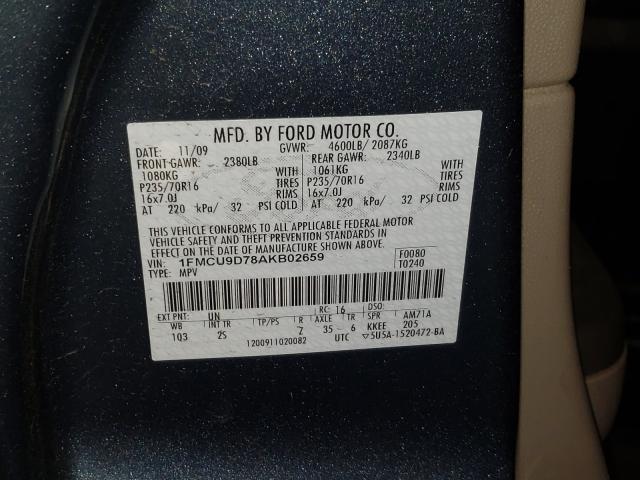 MFD. BY FORD MOTOR CO.
DATE: 11/09 GVWR: 4600LB/ 2087KG
FRONT GAWR: 2380LB REAR GAWR: 2340LB
1080KG WITH 1061KG WITH
P235/70R16 TIRES P235/70R16 TIRES
16x7.0J RIMS 16x7.0J RIMS
AT 220 kPa/ 32 PSI COLD AT 220 kPa/ 32 PSI COLD
THIS VEHICLE CONFORMS TO ALL APPLICABLE FEDERAL MOTOR
VEHICLE SAFETY AND THEFT PREVENTION STANDARDS IN
EFFECT ON THE DATE OF MANUFACTURE SHOWN ABOVE.
VIN: 1FMCU9D78AKB02659 F0080
TYPE: MPV T0240
EXT PNT: UN RC: 16 DSO:
WB INT TR TP/PS R AXLE TR SPR AM71A
103 2S Z 35 6 KKEE 205
1200911020082 UTC ▽5U5A-1520472-BA